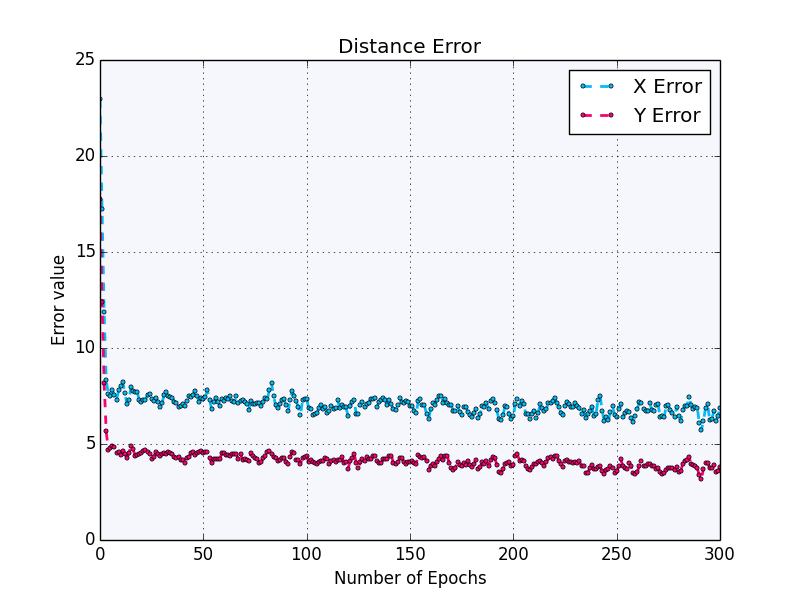 Distance Error
25
20
15
10
5
0
Error value
X Error
Y Error
0 50 100 150 200 250 300
Number of Epochs